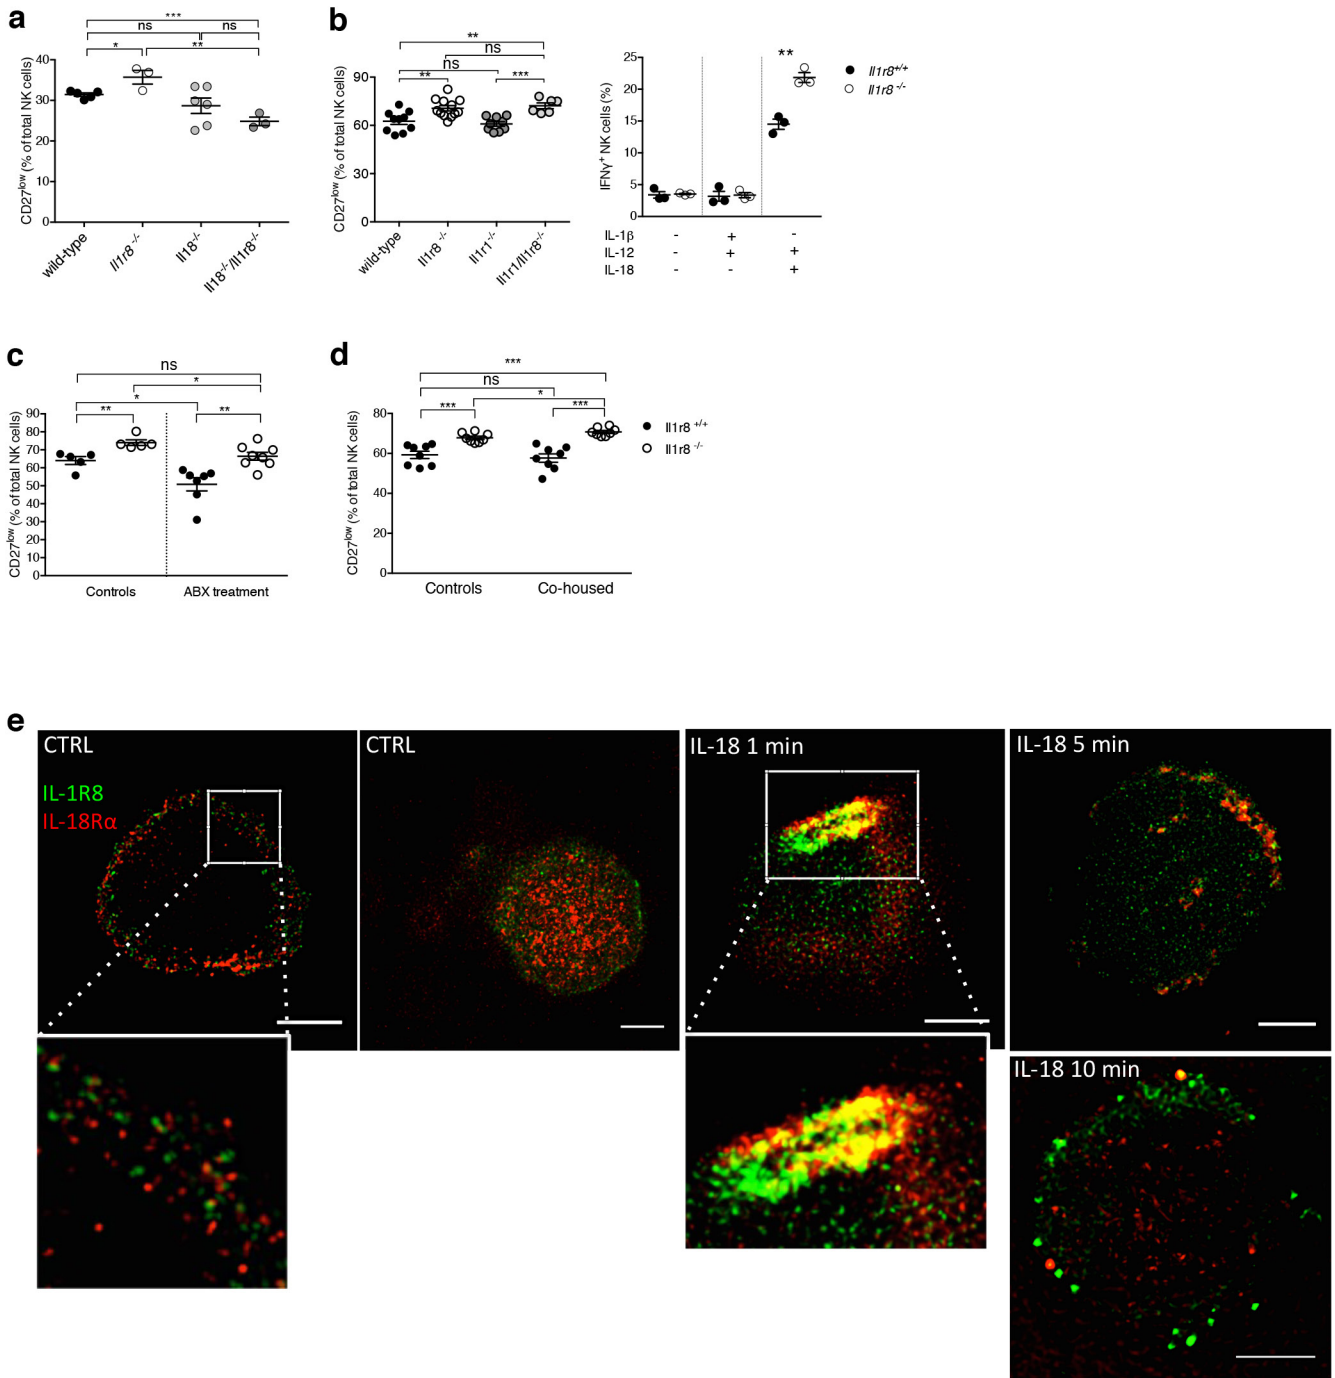 a
***
ns ns
* **
40
30
20
10
0
CD27low (% of total NK cells)
wild-type
Il1r8 -/-
Il18-/-
Il18-/-/Il1r8-/-
b
**
ns
ns
** ***
90
60
30
0
CD27low (% of total NK cells)
wild-type
Il1r8 -/-
Il1r1-/-
Il1r1/Il1r8-/-
25
20
15
10
5
0
IFNγ+ NK cells (%)
**
Il1r8+/+
Il1r8 -/-
IL-1β - + -
IL-12 - + +
IL-18 - - +
c
ns
*
*
** **
90
80
70
60
50
40
30
20
10
0
CD27low (% of total NK cells)
Controls ABX treatment
d
***
ns
*
*** ***
80
60
40
20
0
CD27low (% of total NK cells)
Controls Co-housed
Il1r8 +/+
Il1r8 -/-
e
CTRL
IL-1R8
IL-18Rα
CTRL
IL-18 1 min
IL-18 5 min
IL-18 10 min